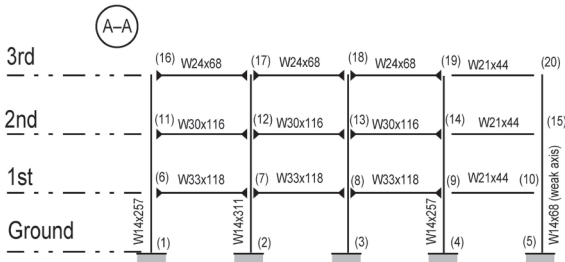 A–A
3rd (16) W24x68 (17) W24x68 (18) W24x68 (19) W21x44 (20)
2nd (11) W30x116 (12) W30x116 (13) W30x116 (14) W21x44 (15)
1st (6) W33x118 (7) W33x118 (8) W33x118 (9) W21x44 (10)
W14x257 W14x311 W14x257 W14x68 (weak axis)
Ground (1) (2) (3) (4) (5)